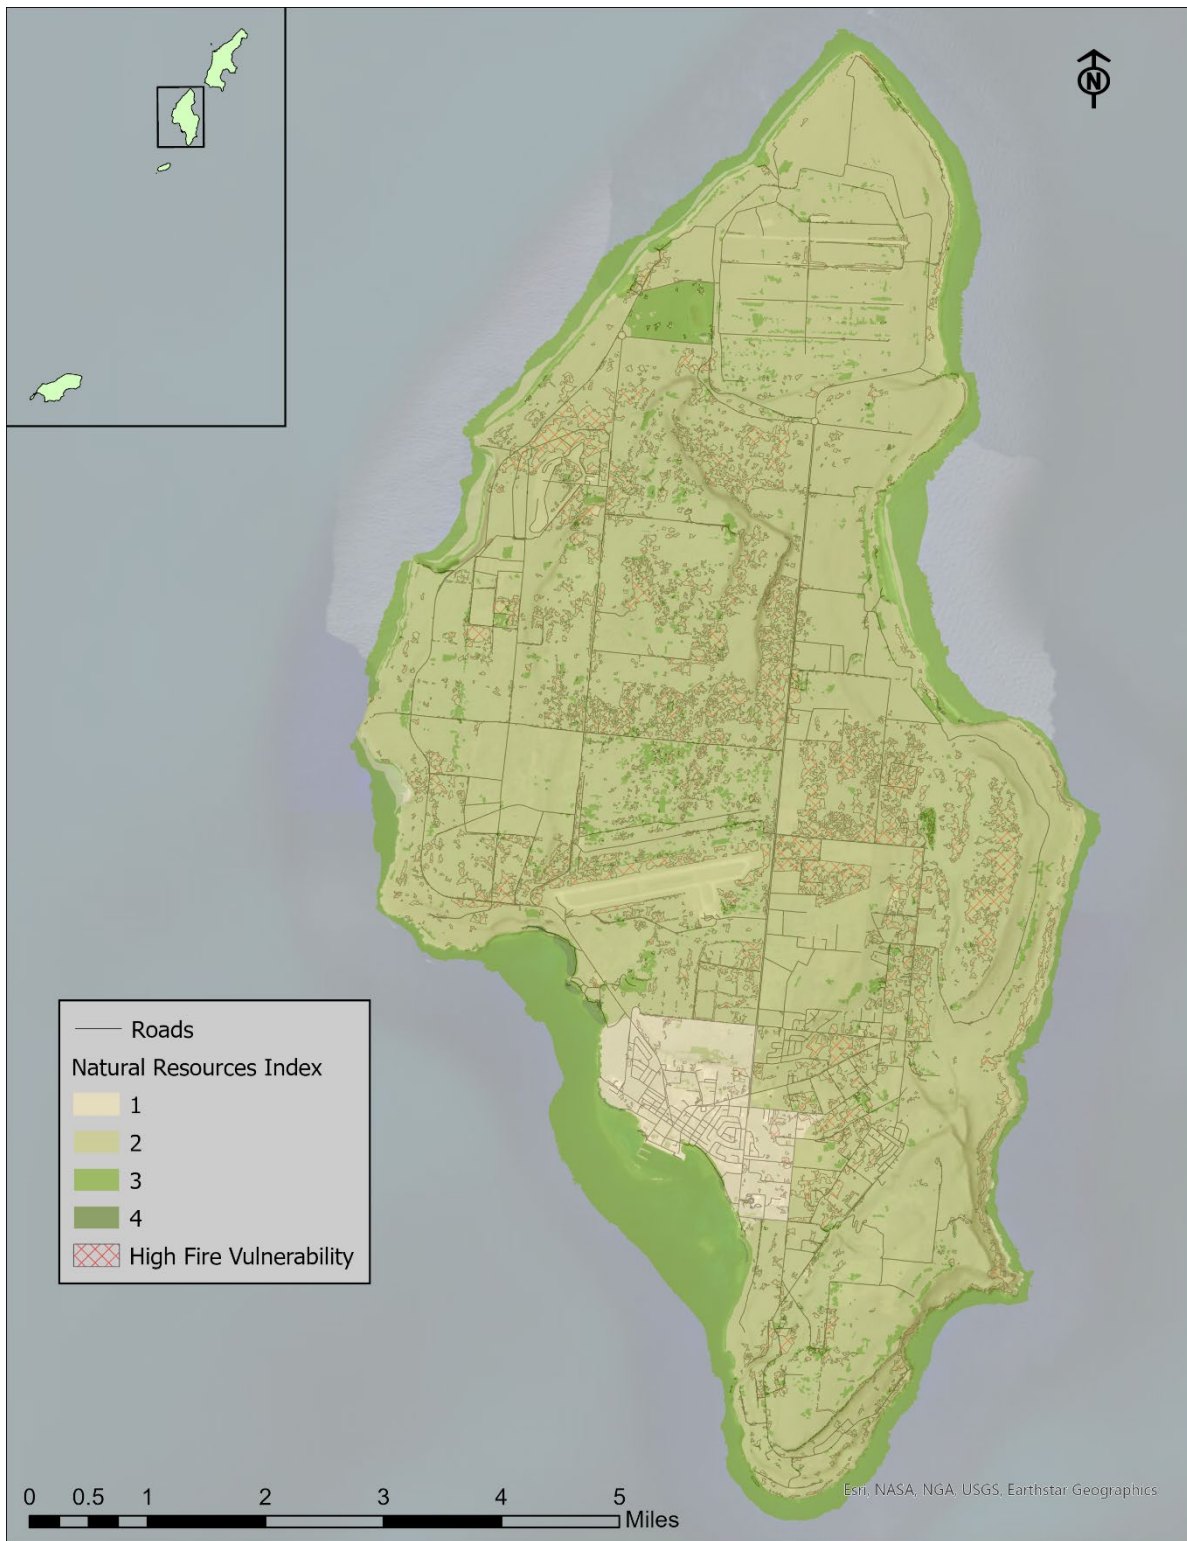 N
Roads
Natural Resources Index
1
2
3
4
High Fire Vulnerability
0 0.5 1 2 3 4 5
Miles
Esri, NASA, NGA, USGS, Earthstar Geographics